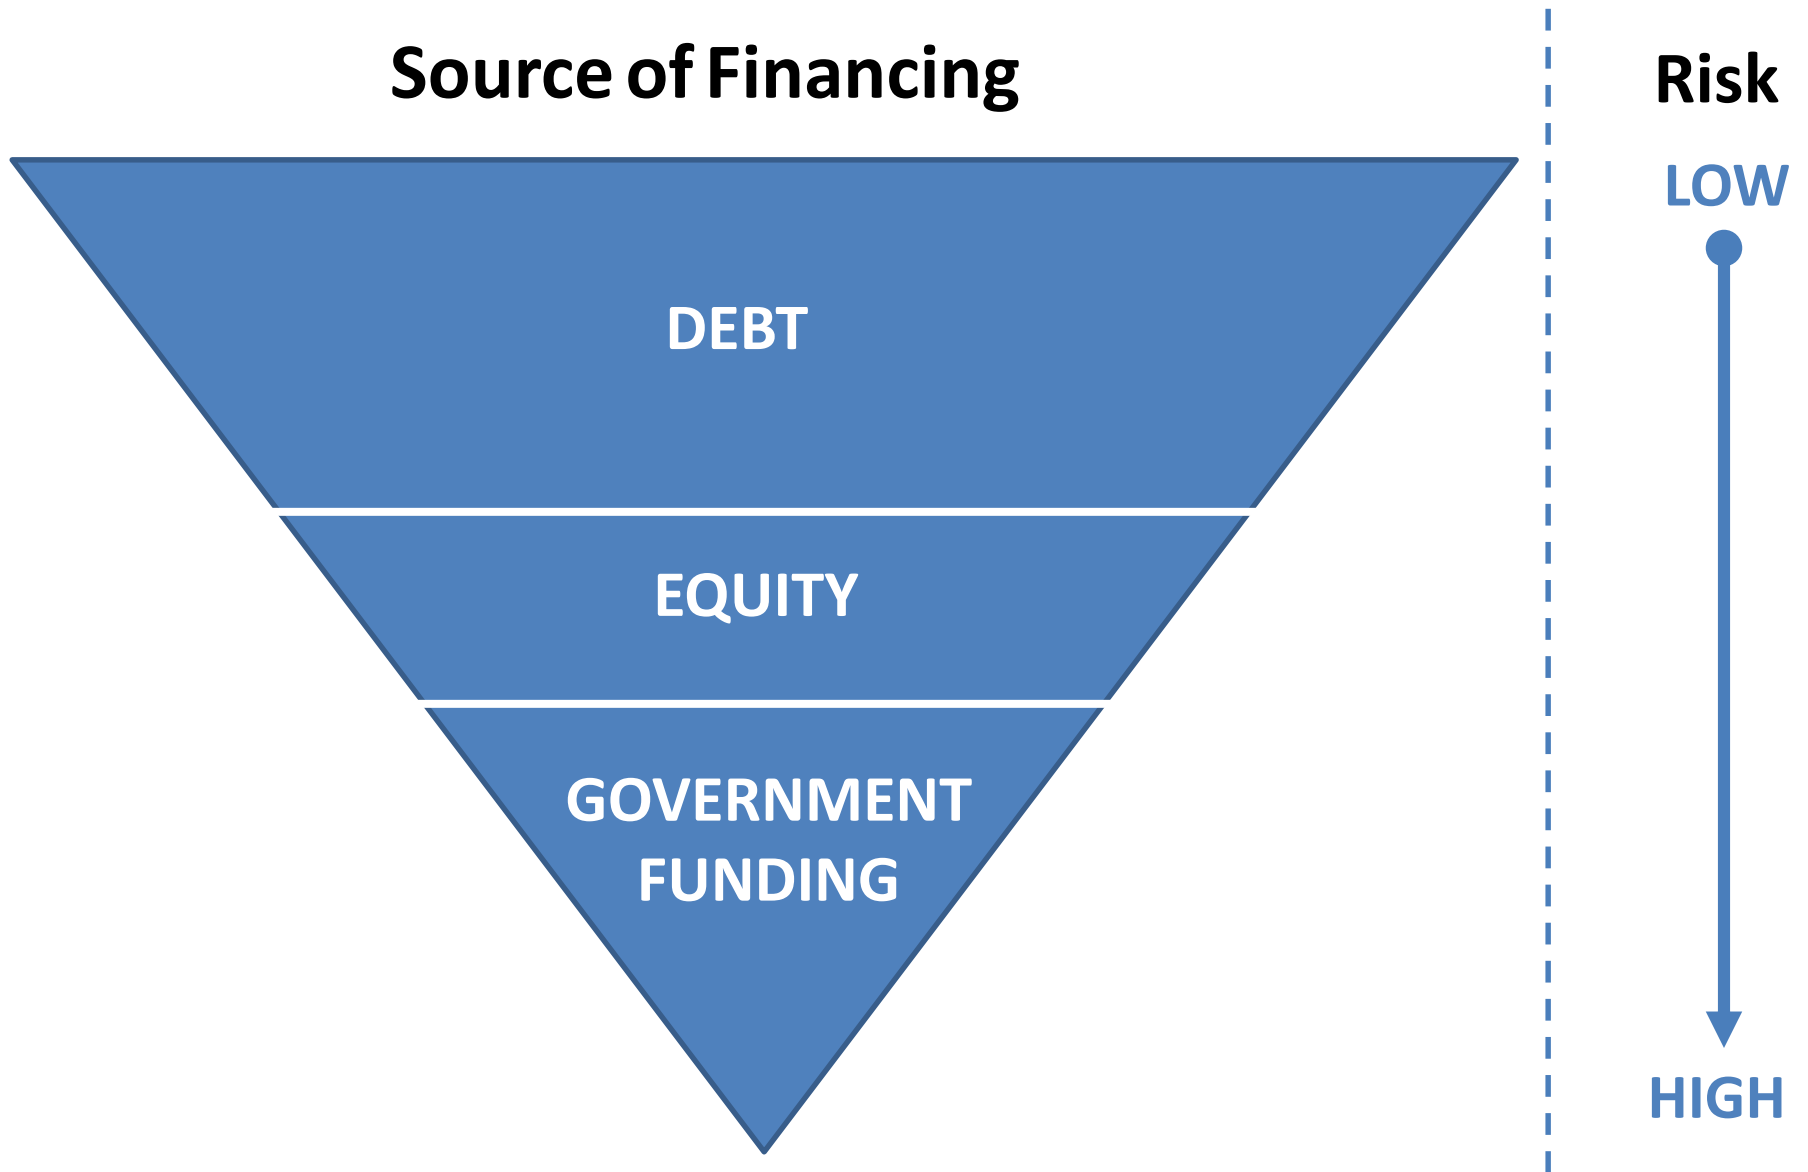 Source of Financing
Risk
LOW
DEBT
EQUITY
GOVERNMENT
FUNDING
HIGH